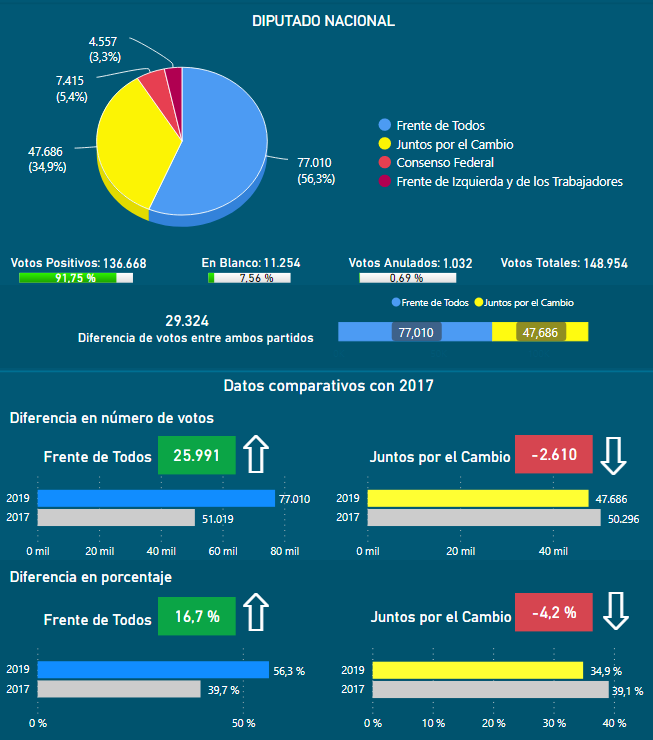 DIPUTADO NACIONAL
4.557
(3,3%)
7.415
(5,4%)
47.686
(34,9%)
77.010
(56,3%)
Frente de Todos
Juntos por el Cambio
Consenso Federal
Frente de Izquierda y de los Trabajadores
Votos Positivos: 136.668
91,75 %
En Blanco: 11.254
7.56 %
Votos Anulados: 1.032
0.69 %
Votos Totales: 148.954
29.324
Diferencia de votos entre ambos partidos
Frente de Todos Juntos por el Cambio
77,010 47,686
Datos comparativos con 2017
Diferencia en número de votos
Frente de Todos 25.991
2019 77.010
2017 51.019
0 mil 20 mil 40 mil 60 mil 80 mil
Juntos por el Cambio -2.610
2019 47.686
2017 50.296
0 mil 20 mil 40 mil
Diferencia en porcentaje
Frente de Todos 16,7 %
2019 56,3 %
2017 39,7 %
0 % 50 %
Juntos por el Cambio -4,2 %
2019 34,9 %
2017 39,1 %
0 % 10 % 20 % 30 % 40 %